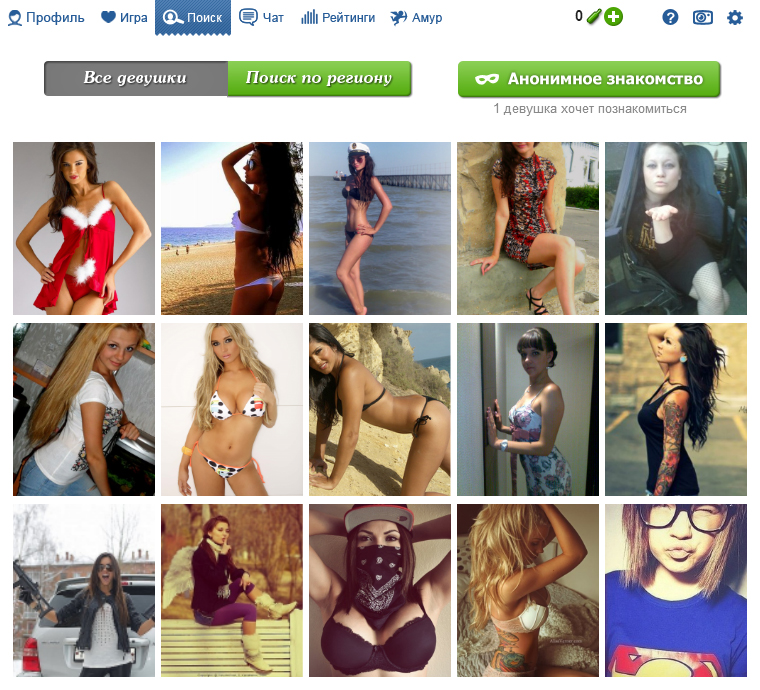 Профиль Игра Поиск Чат Рейтинги Амур 0
Все девушки Поиск по региону Анонимное знакомство
1 девушка хочет познакомиться